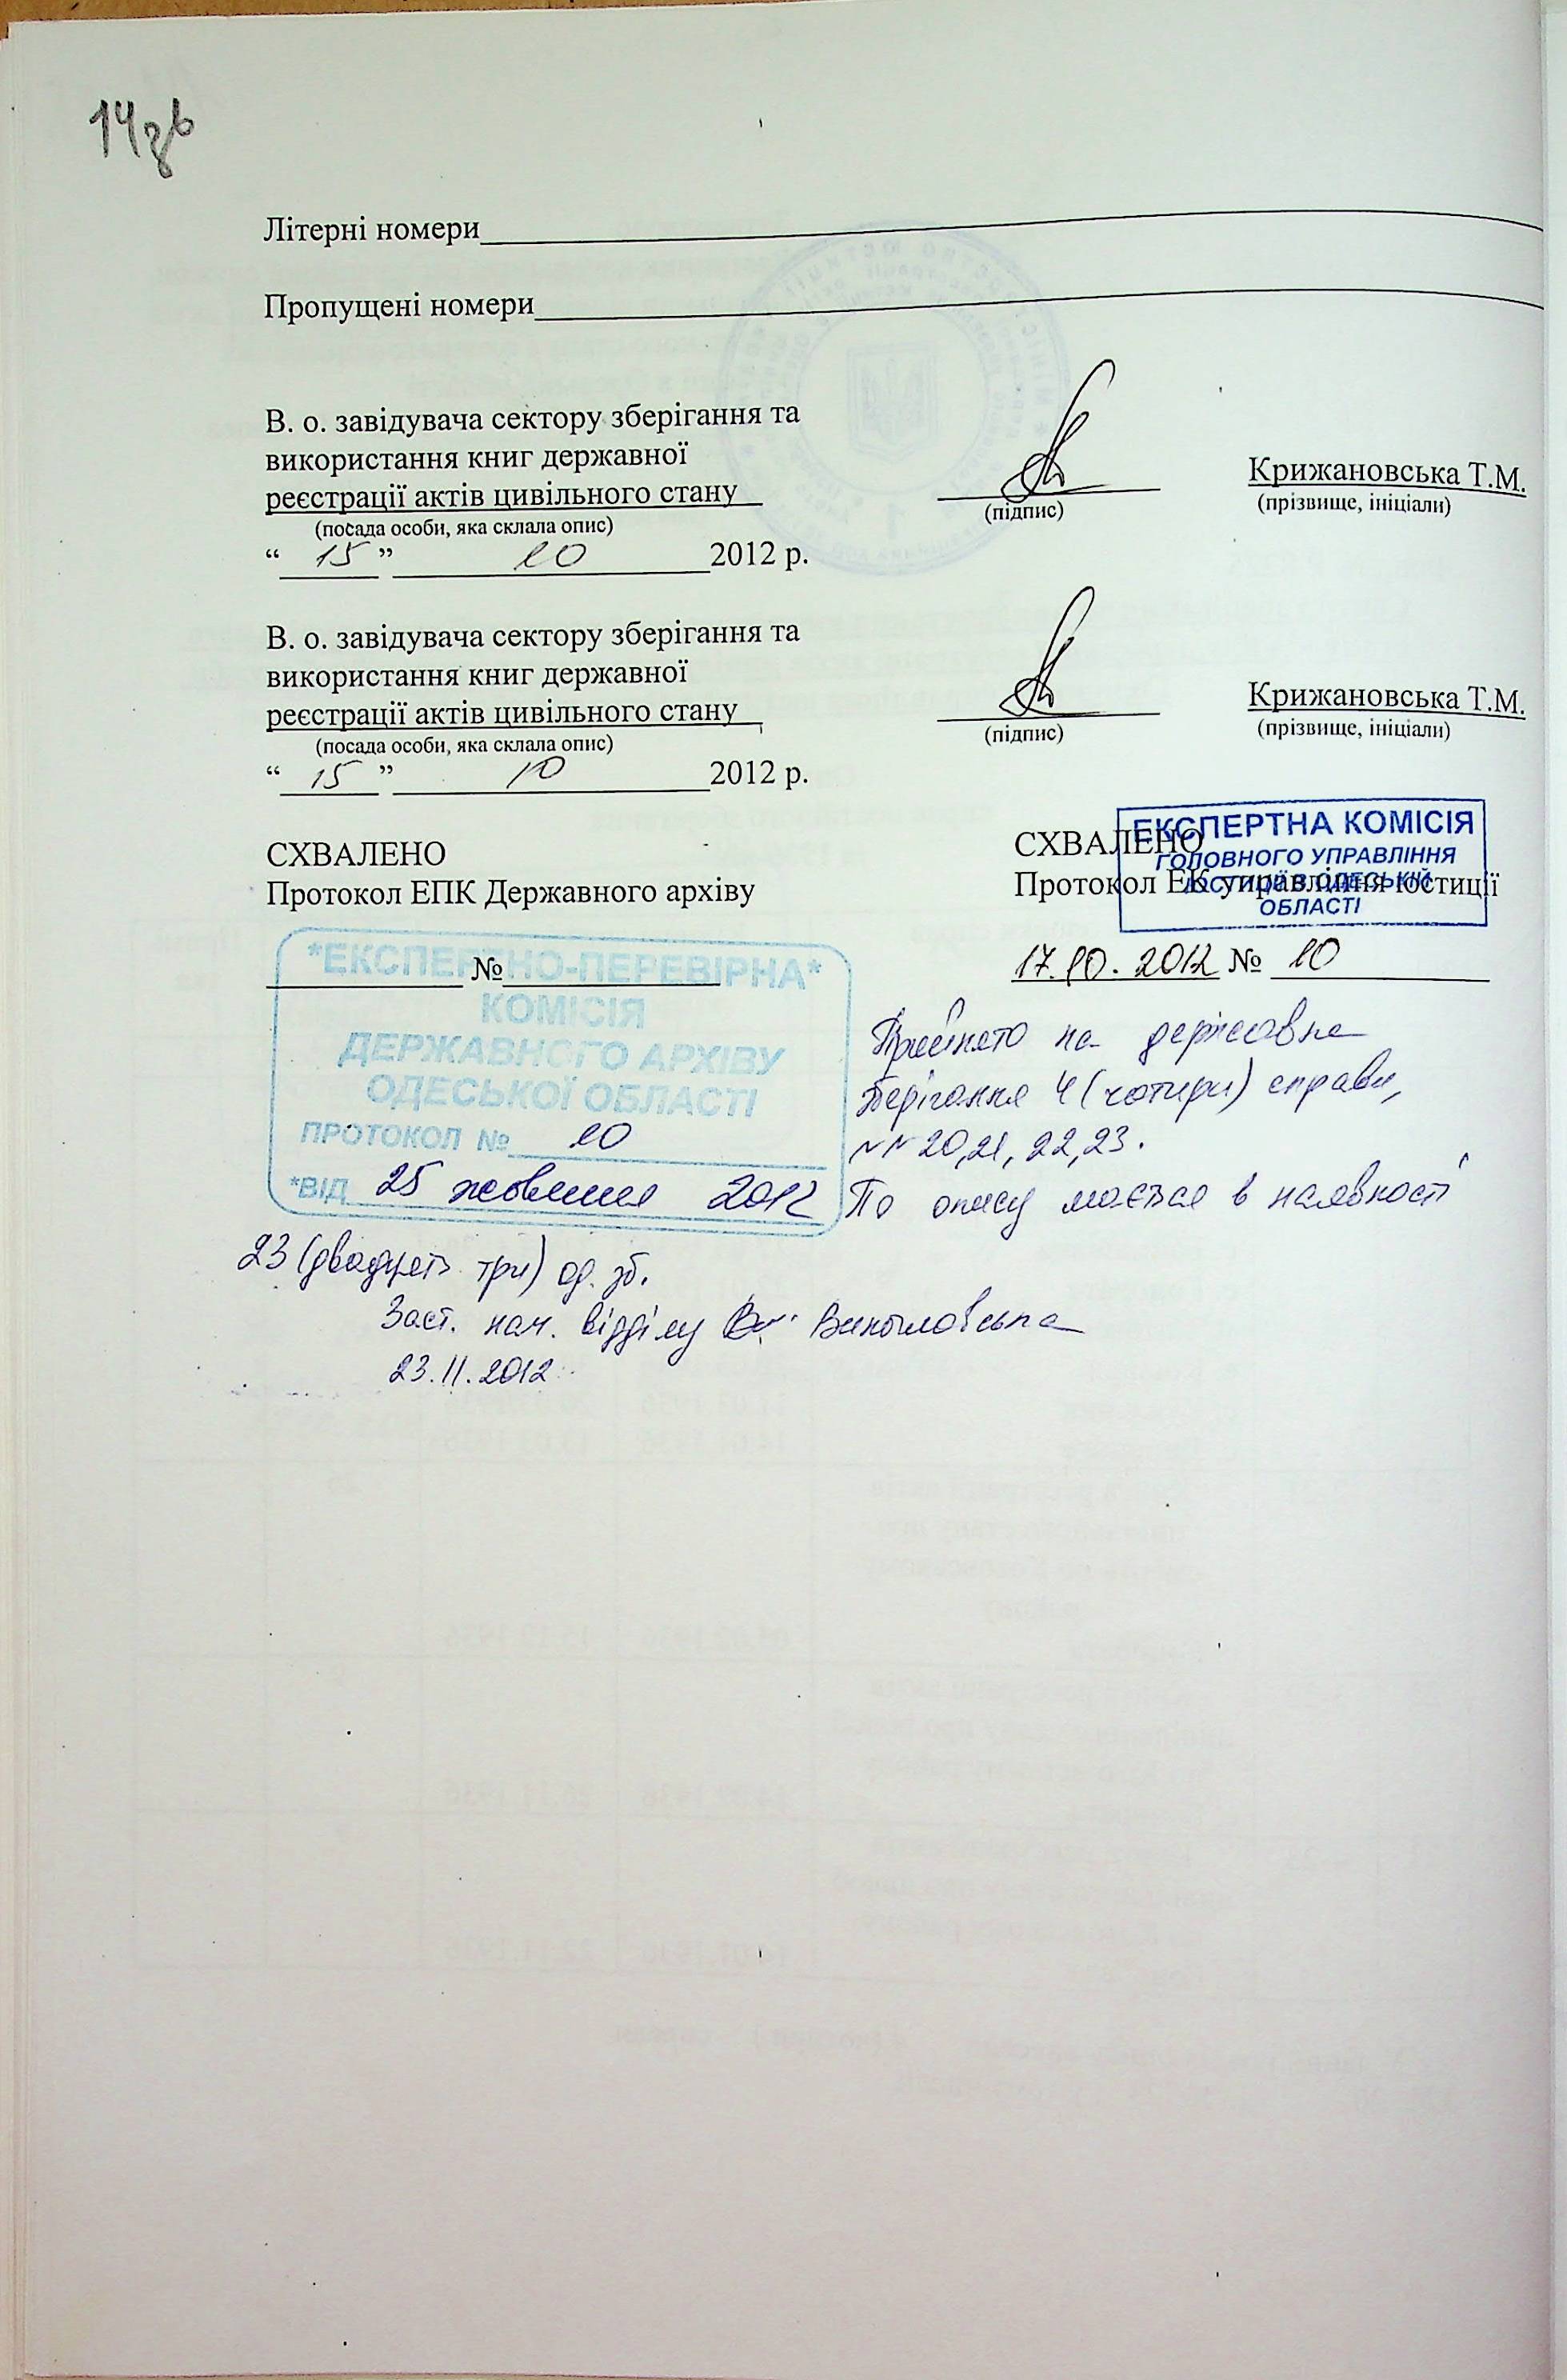 14зв
Літерні номери
Пропущені номери
В. о. завідувача сектору зберігання та
використання книг державної
реєстрації актів цивільного стану
(посада особи, яка склала опис)
(підпис)
Крижановська Т.М.
(прізвище, ініціали)
“ 15 ” 10 2012 р.
В. о. завідувача сектору зберігання та
використання книг державної
реєстрації актів цивільного стану
(посада особи, яка склала опис)
(підпис)
Крижановська Т.М.
(прізвище, ініціали)
“ 15 ” 10 2012 р.
СХВАЛЕНО
Протокол ЕПК Державного архіву
№
*ЕКСПЕРТНО-ПЕРЕВІРНА*
КОМІСІЯ
ДЕРЖАВНОГО АРХІВУ
ОДЕСЬКОЇ ОБЛАСТІ
ПРОТОКОЛ № 10
*ВІД 25 жовтня 2012
СХВАЛЕНО
Протокол ЕК управління юстиції
ЕКСПЕРТНА КОМІСІЯ
ГОЛОВНОГО УПРАВЛІННЯ
ЮСТИЦІЇ В ОДЕСЬКІЙ
ОБЛАСТІ
17.10.2012 № 10
Прийнято на державне
зберігання 4 (чотири) справи,
№№ 20,21,22,23.
По опису мається в наявності
23 (двадцять три) од. зб.
Заст. нач. відділу
23.11.2012